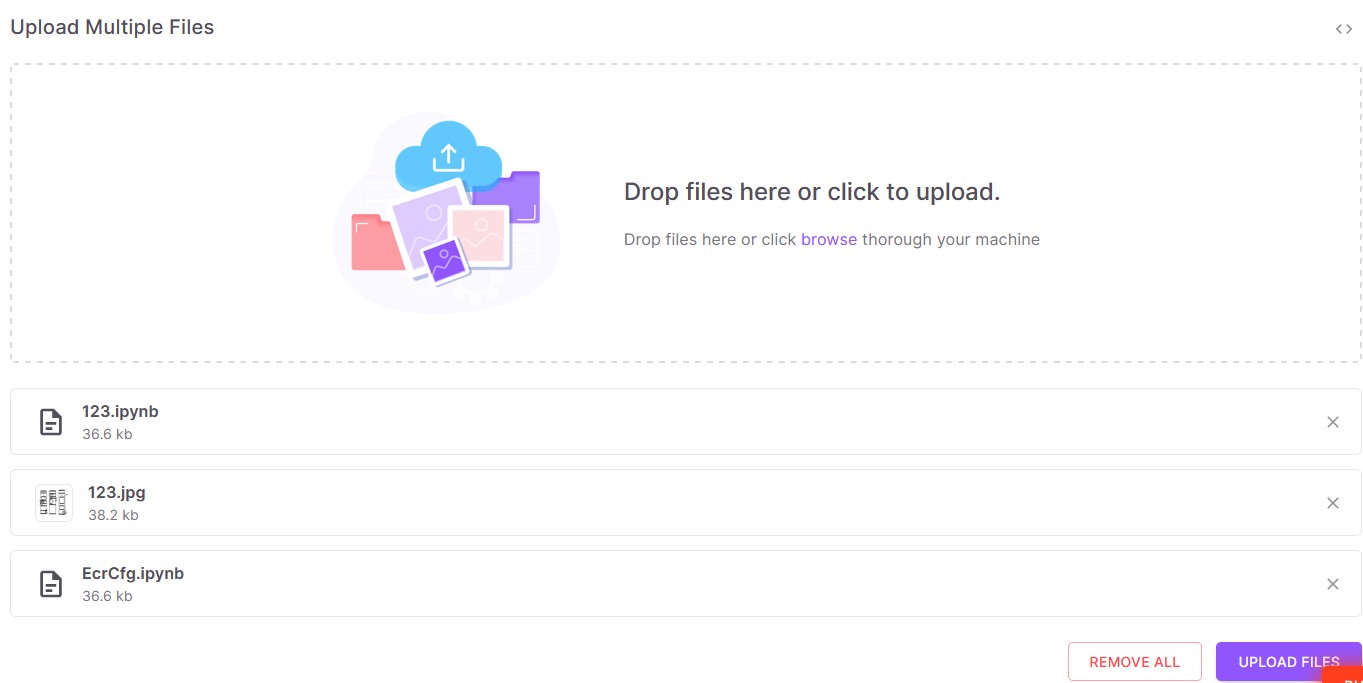 Upload Multiple Files
Drop files here or click to upload.
Drop files here or click browse thorough your machine
123.ipynb
36.6 kb
123.jpg
38.2 kb
EcrCfg.ipynb
36.6 kb
REMOVE ALL
UPLOAD FILES